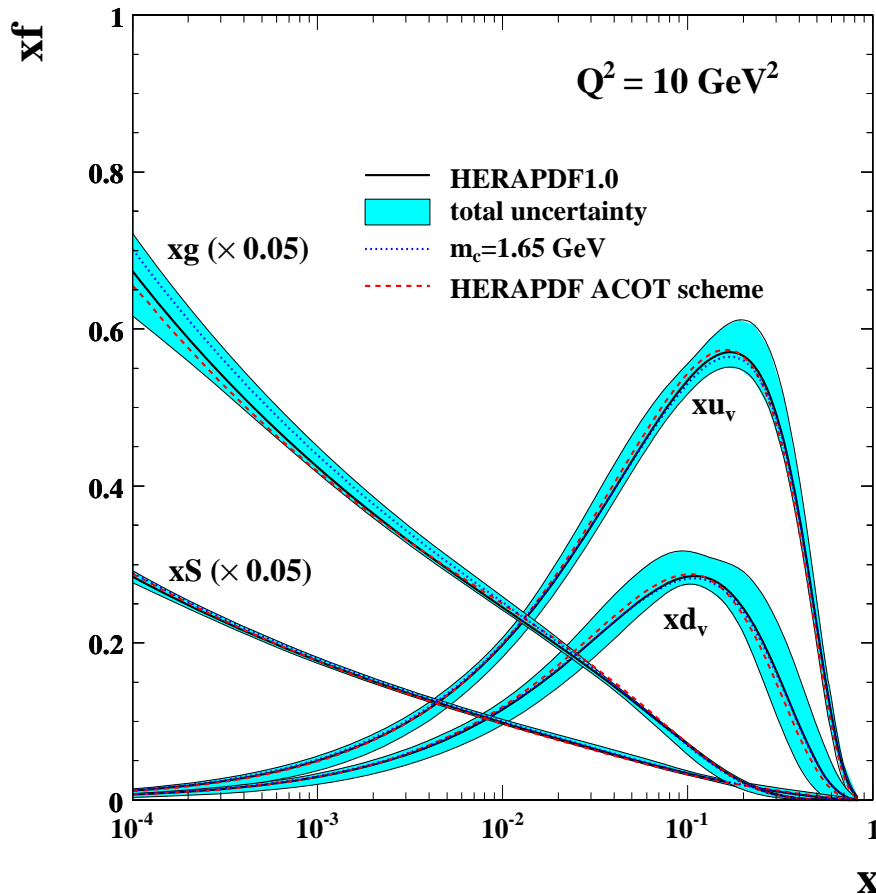 xf
1
Q² = 10 GeV²
0.8
HERAPDF1.0
total uncertainty
m_c=1.65 GeV
HERAPDF ACOT scheme
xg (× 0.05)
0.6
xu_v
0.4
xS (× 0.05)
xd_v
0.2
0
10⁻⁴ 10⁻³ 10⁻² 10⁻¹ 1
x